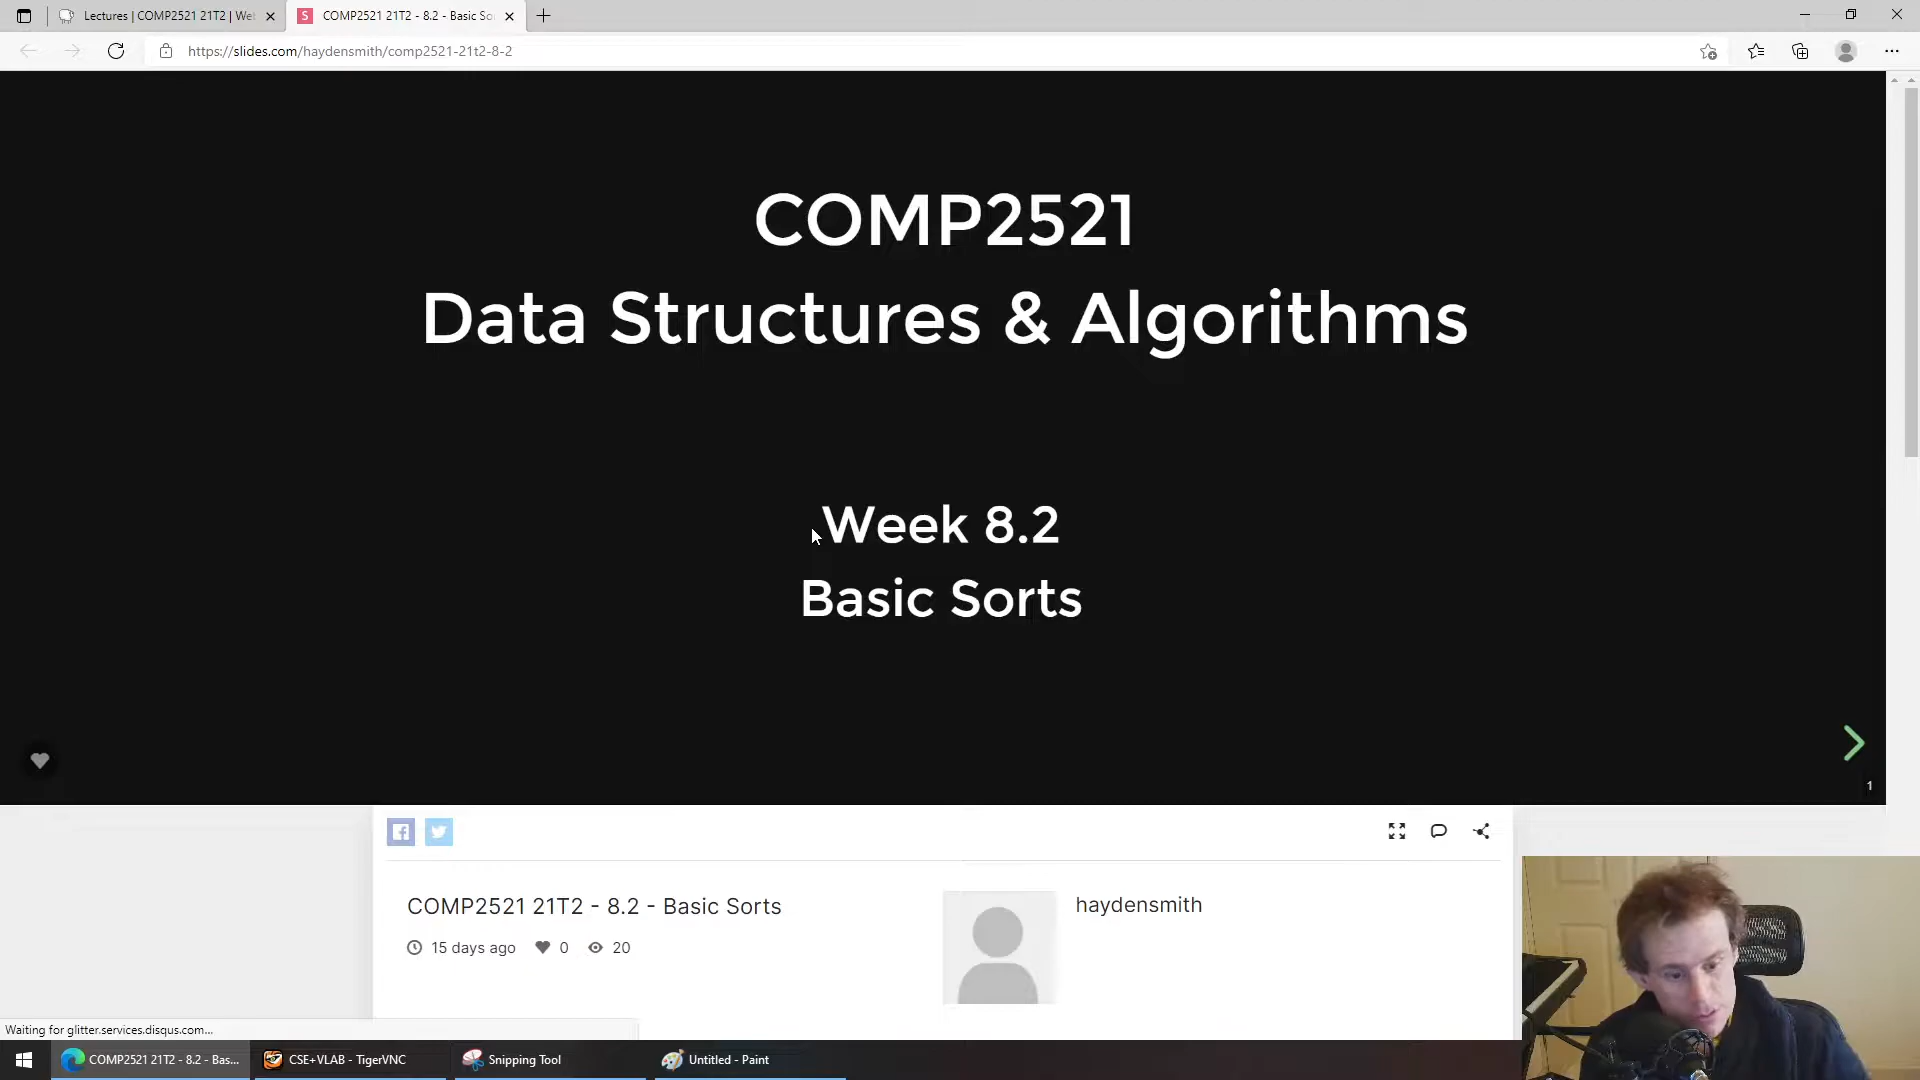 Lectures | COMP2521 21T2 | We
COMP2521 21T2 - 8.2 - Basic So
https://slides.com/haydensmith/comp2521-21t2-8-2
COMP2521
Data Structures & Algorithms
Week 8.2
Basic Sorts
1
COMP2521 21T2 - 8.2 - Basic Sorts
haydensmith
15 days ago 0 20
Waiting for glitter.services.disqus.com...
COMP2521 21T2 - 8.2 - Bas...
CSE+VLAB - TigerVNC
Snipping Tool
Untitled - Paint